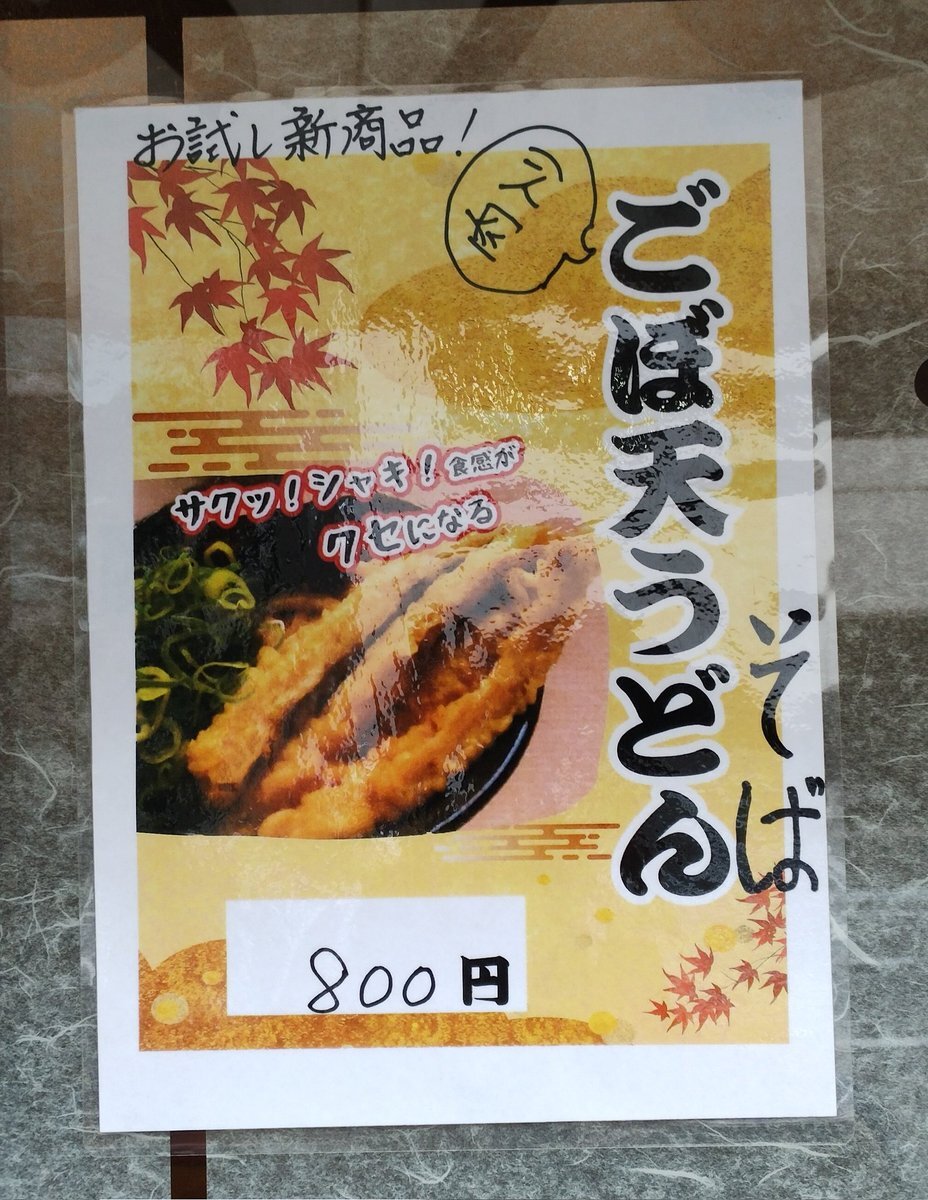 お試し新商品！
肉入り
ごぼ天うどん
そば
サクッ！シャキ！食感が
クセになる
800円